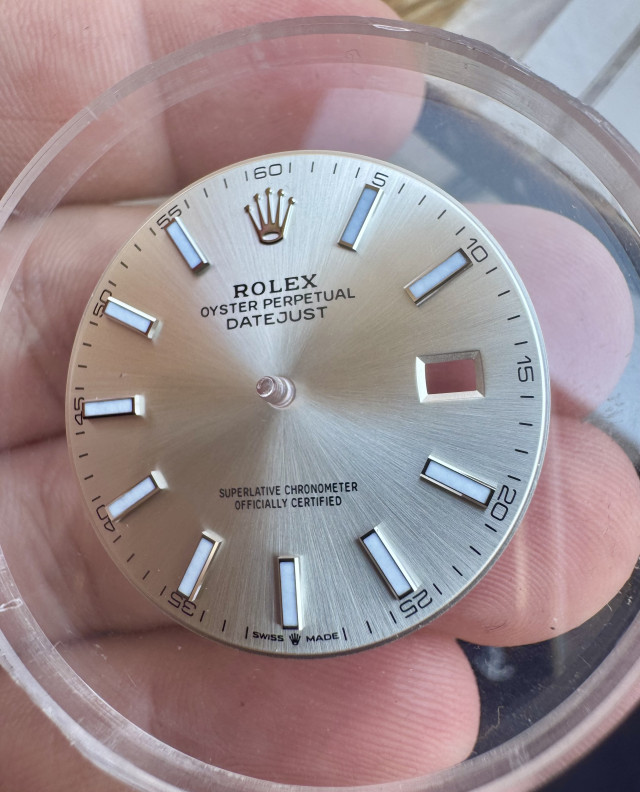 60
5
10
15
20
25
35
40
45
50
55
ROLEX
OYSTER PERPETUAL
DATEJUST
SUPERLATIVE CHRONOMETER
OFFICIALLY CERTIFIED
SWISS MADE